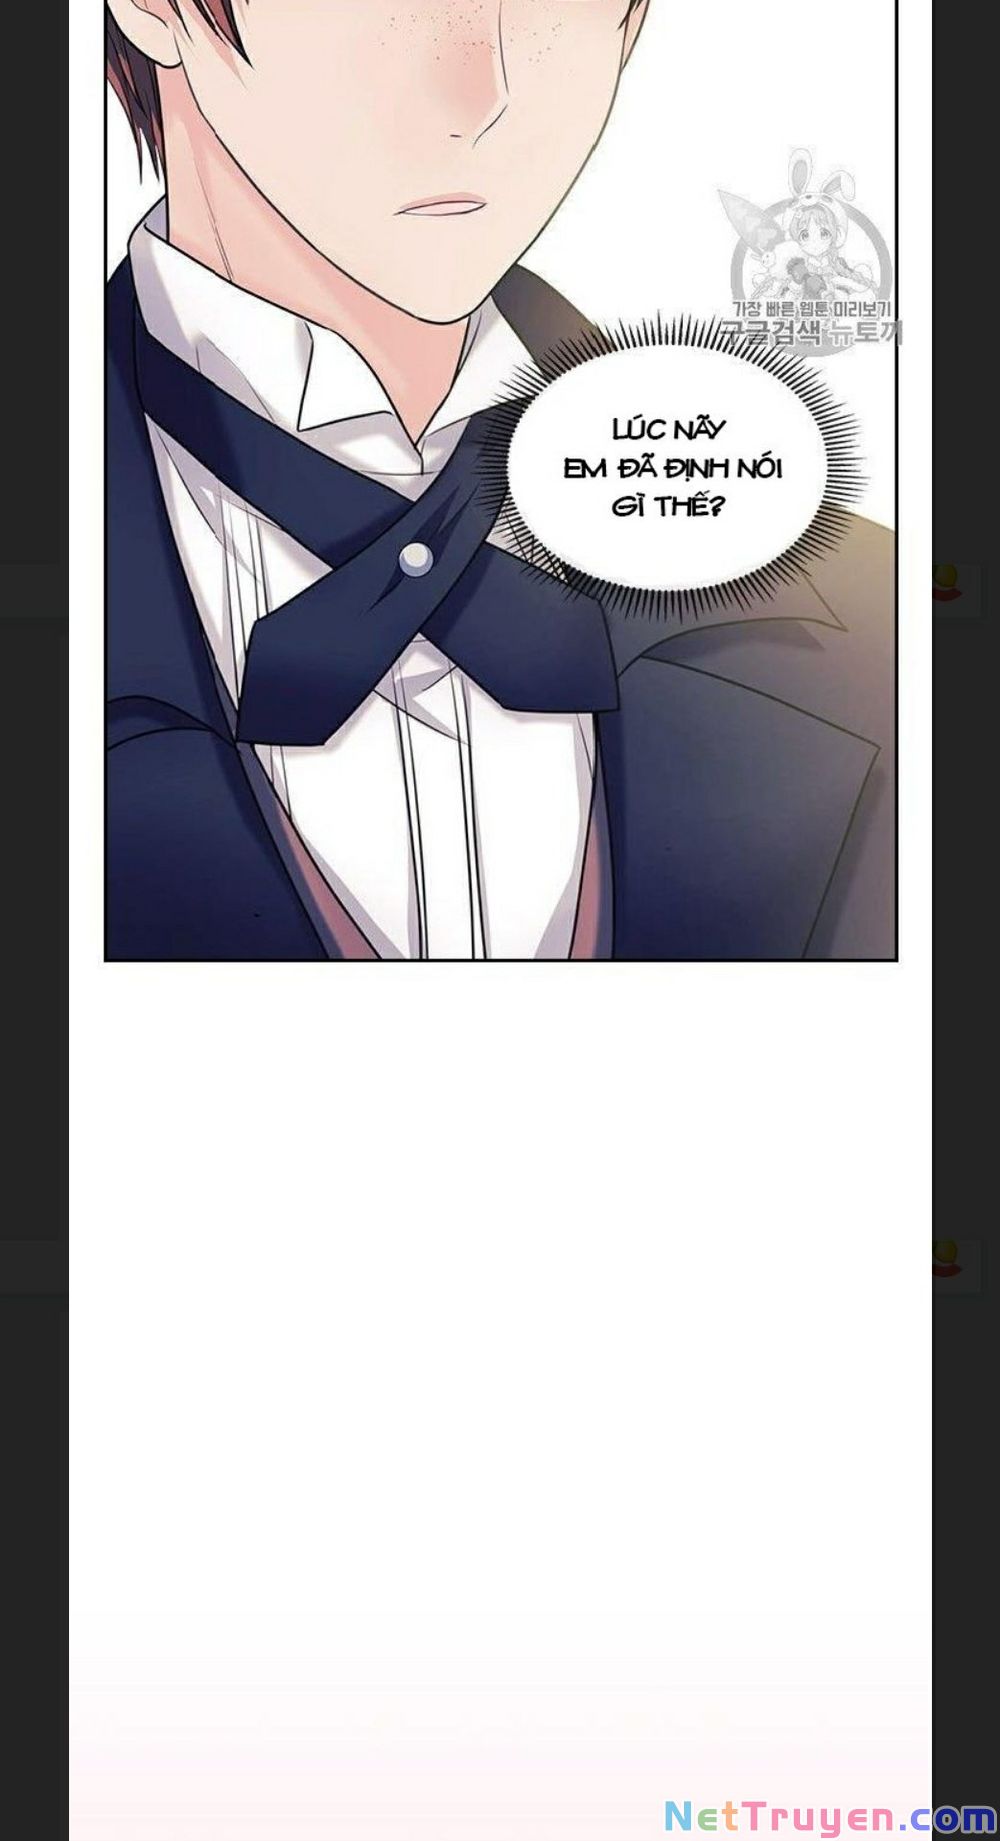 가장 빠른 웹툰 미리보기
구글검색 뉴토끼
LÚC NÃY
EM ĐÃ ĐỊNH NÓI
GÌ THẾ?
NetTruyen.com